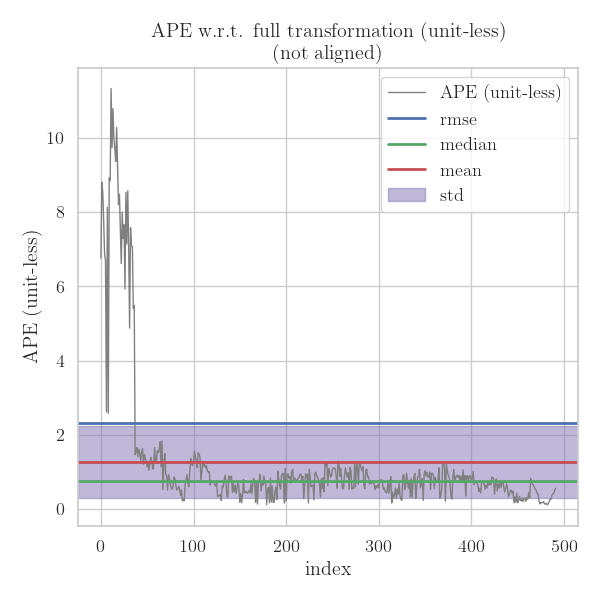 APE w.r.t. full transformation (unit-less)
(not aligned)
APE (unit-less)
rmse
median
mean
std
APE (unit-less)
10
8
6
4
2
0
0 100 200 300 400 500
index